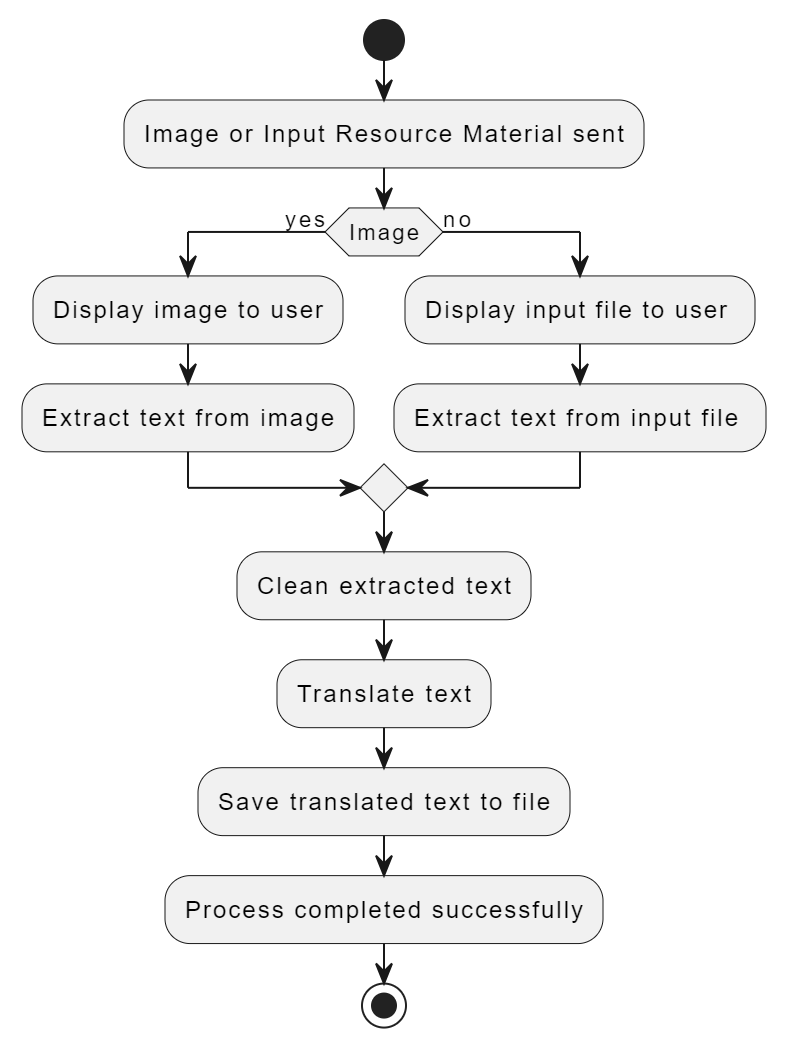 Image or Input Resource Material sent
yes
Image
no
Display image to user
Display input file to user
Extract text from image
Extract text from input file
Clean extracted text
Translate text
Save translated text to file
Process completed successfully